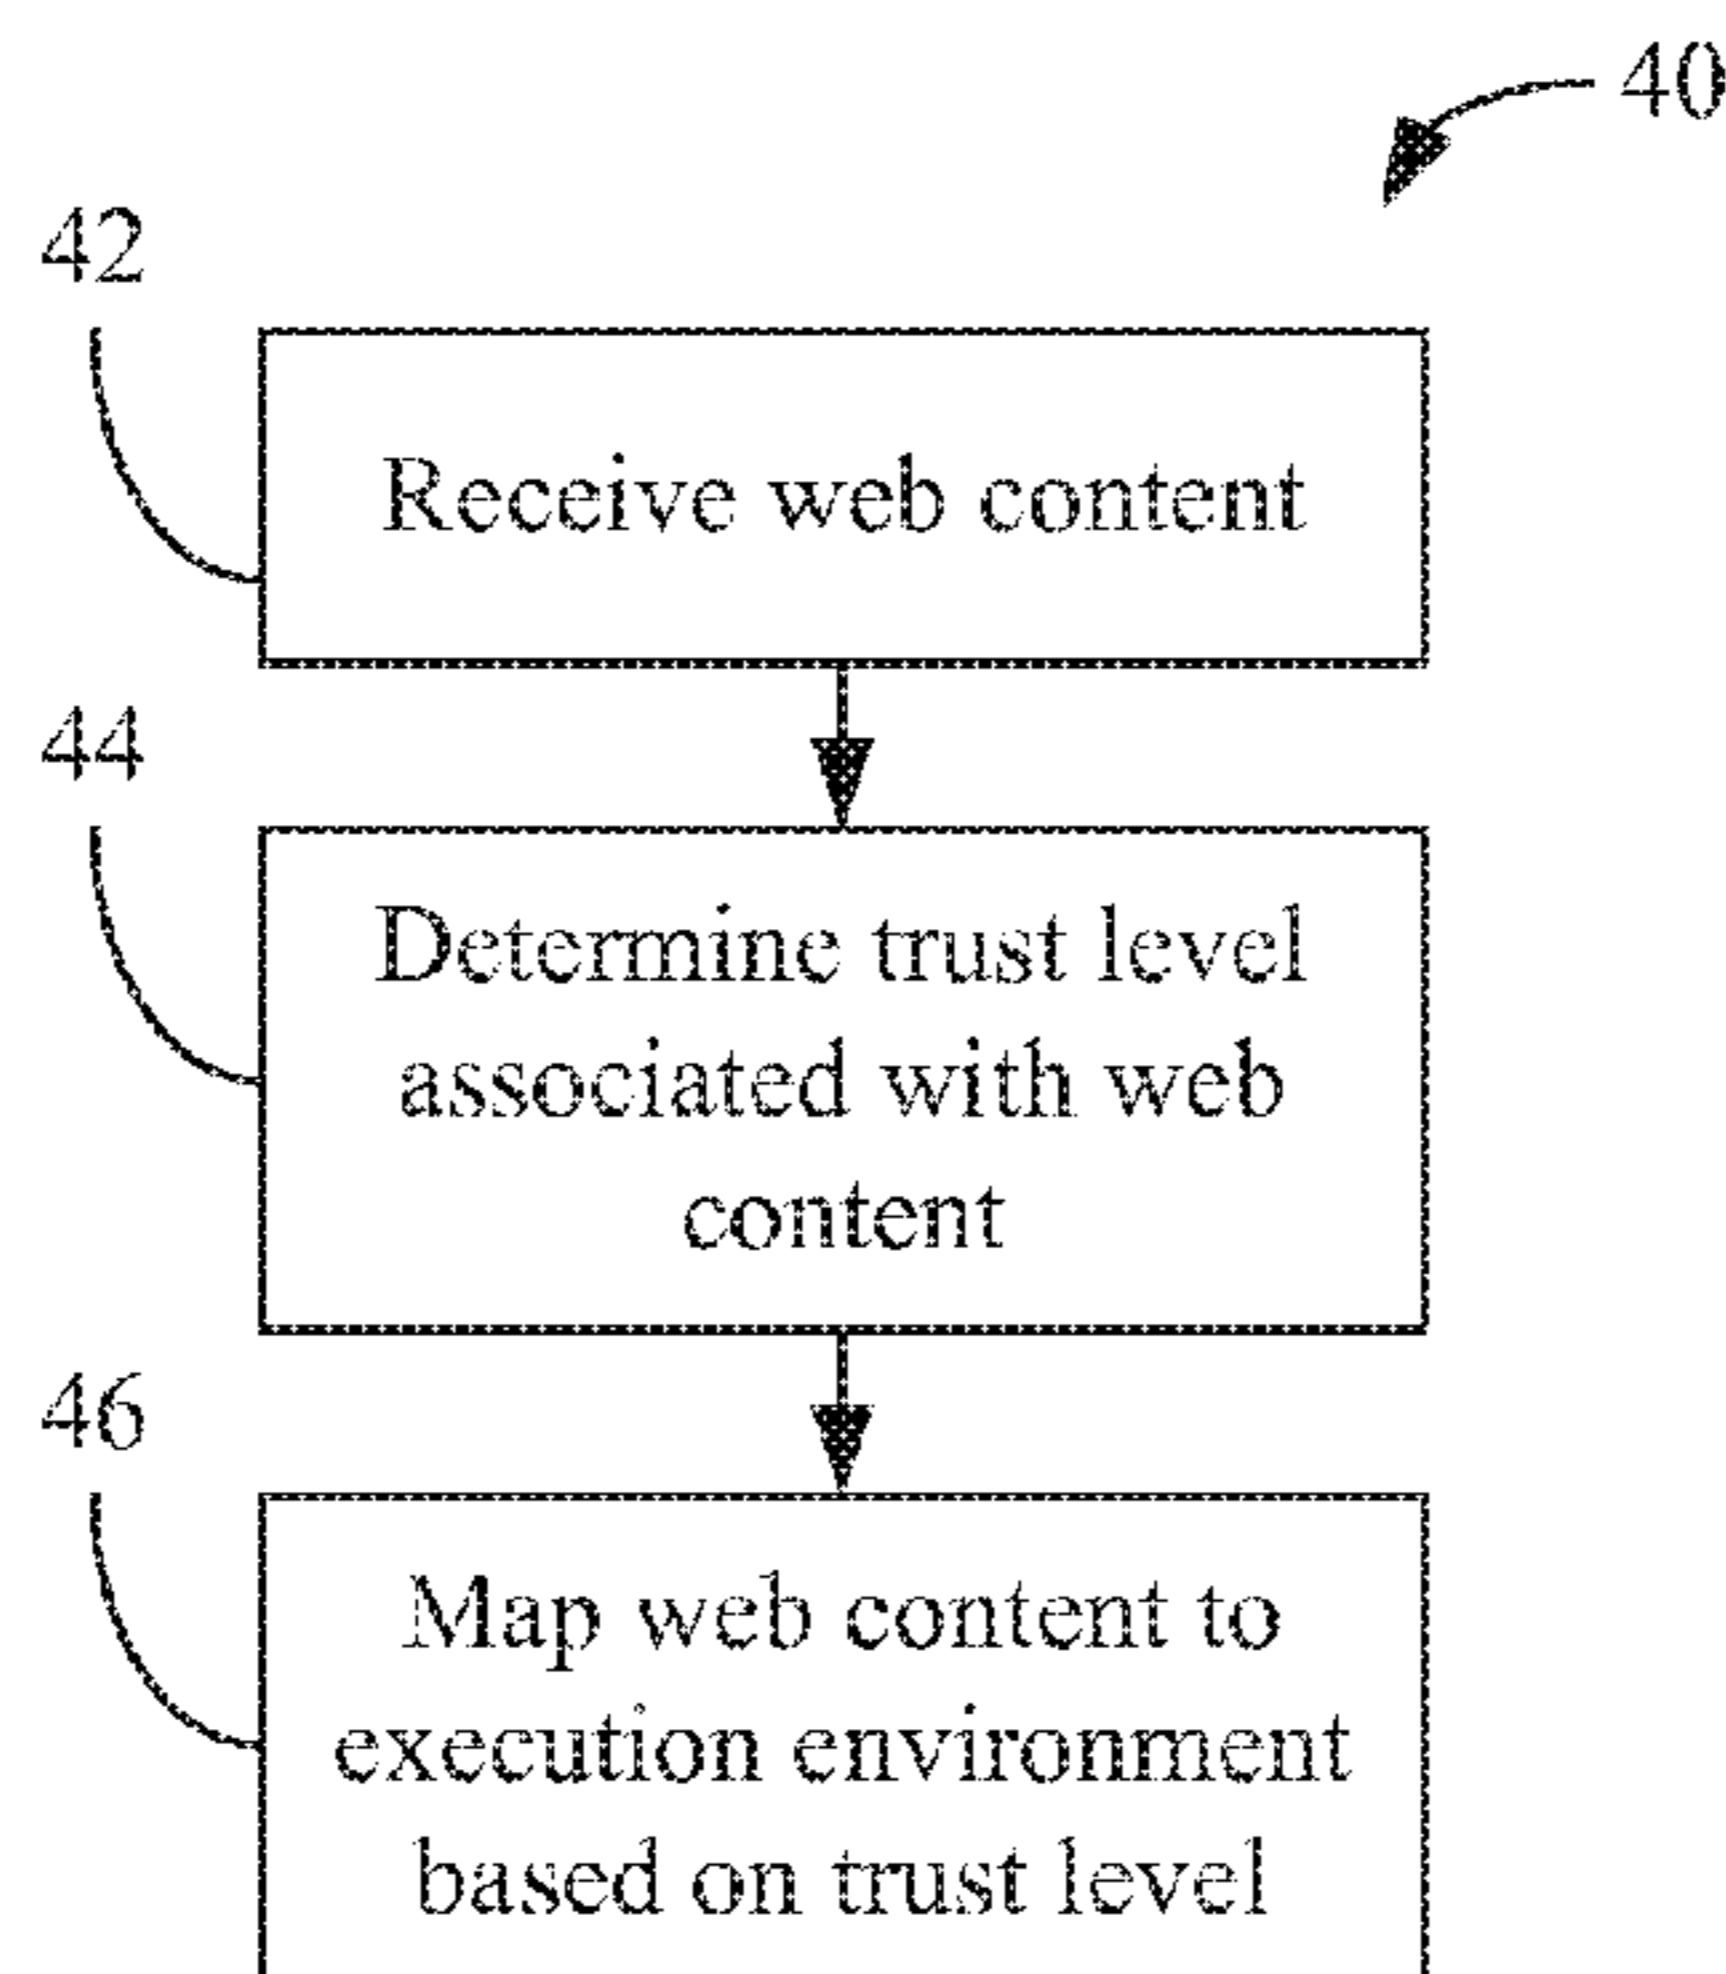 40
42
Receive web content
44
Determine trust level
associated with web
content
46
Map web content to
execution environment
based on trust level